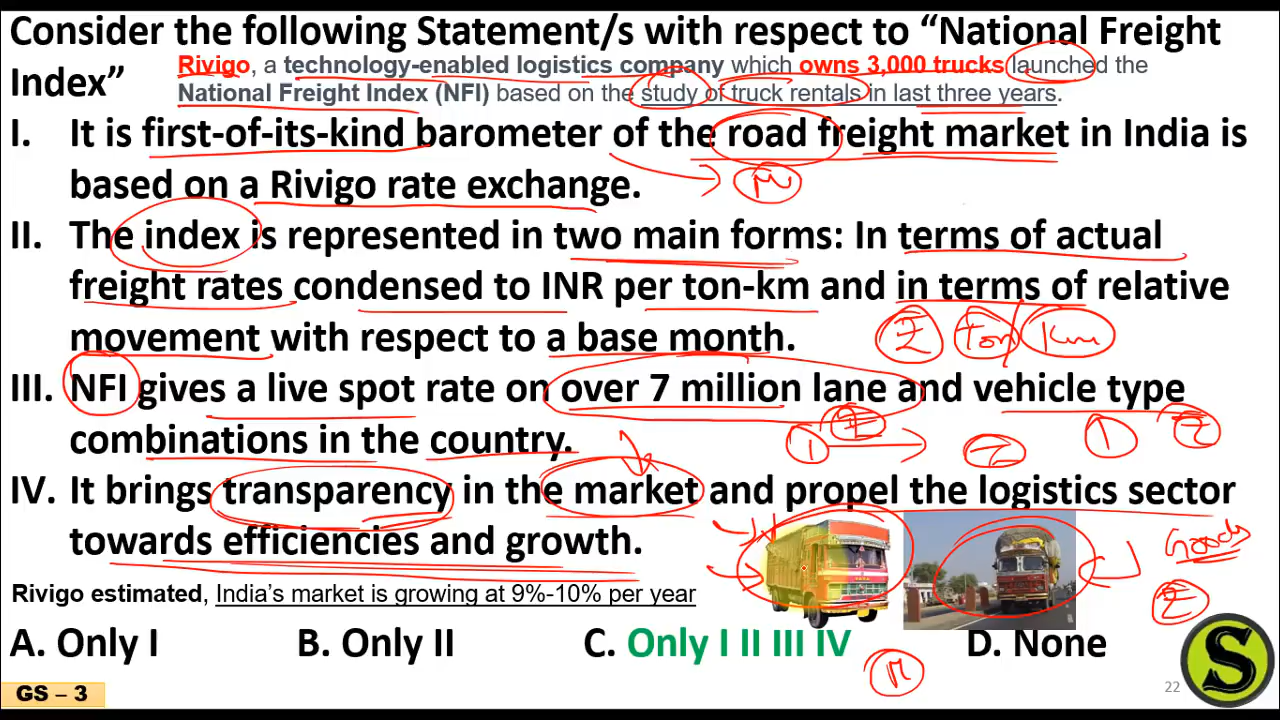 Consider the following Statement/s with respect to “National Freight
Index”
Rivigo, a technology-enabled logistics company which owns 3,000 trucks launched the
National Freight Index (NFI) based on the study of truck rentals in last three years.
I. It is first-of-its-kind barometer of the road freight market in India is
based on a Rivigo rate exchange.
II. The index is represented in two main forms: In terms of actual
freight rates condensed to INR per ton-km and in terms of relative
movement with respect to a base month.
₹ Ton/Km
III. NFI gives a live spot rate on over 7 million lane and vehicle type
combinations in the country.
IV. It brings transparency in the market and propel the logistics sector
towards efficiencies and growth.
Goods
₹
Rivigo estimated, India’s market is growing at 9%-10% per year
A. Only I B. Only II C. Only I II III IV D. None
GS – 3
22
S